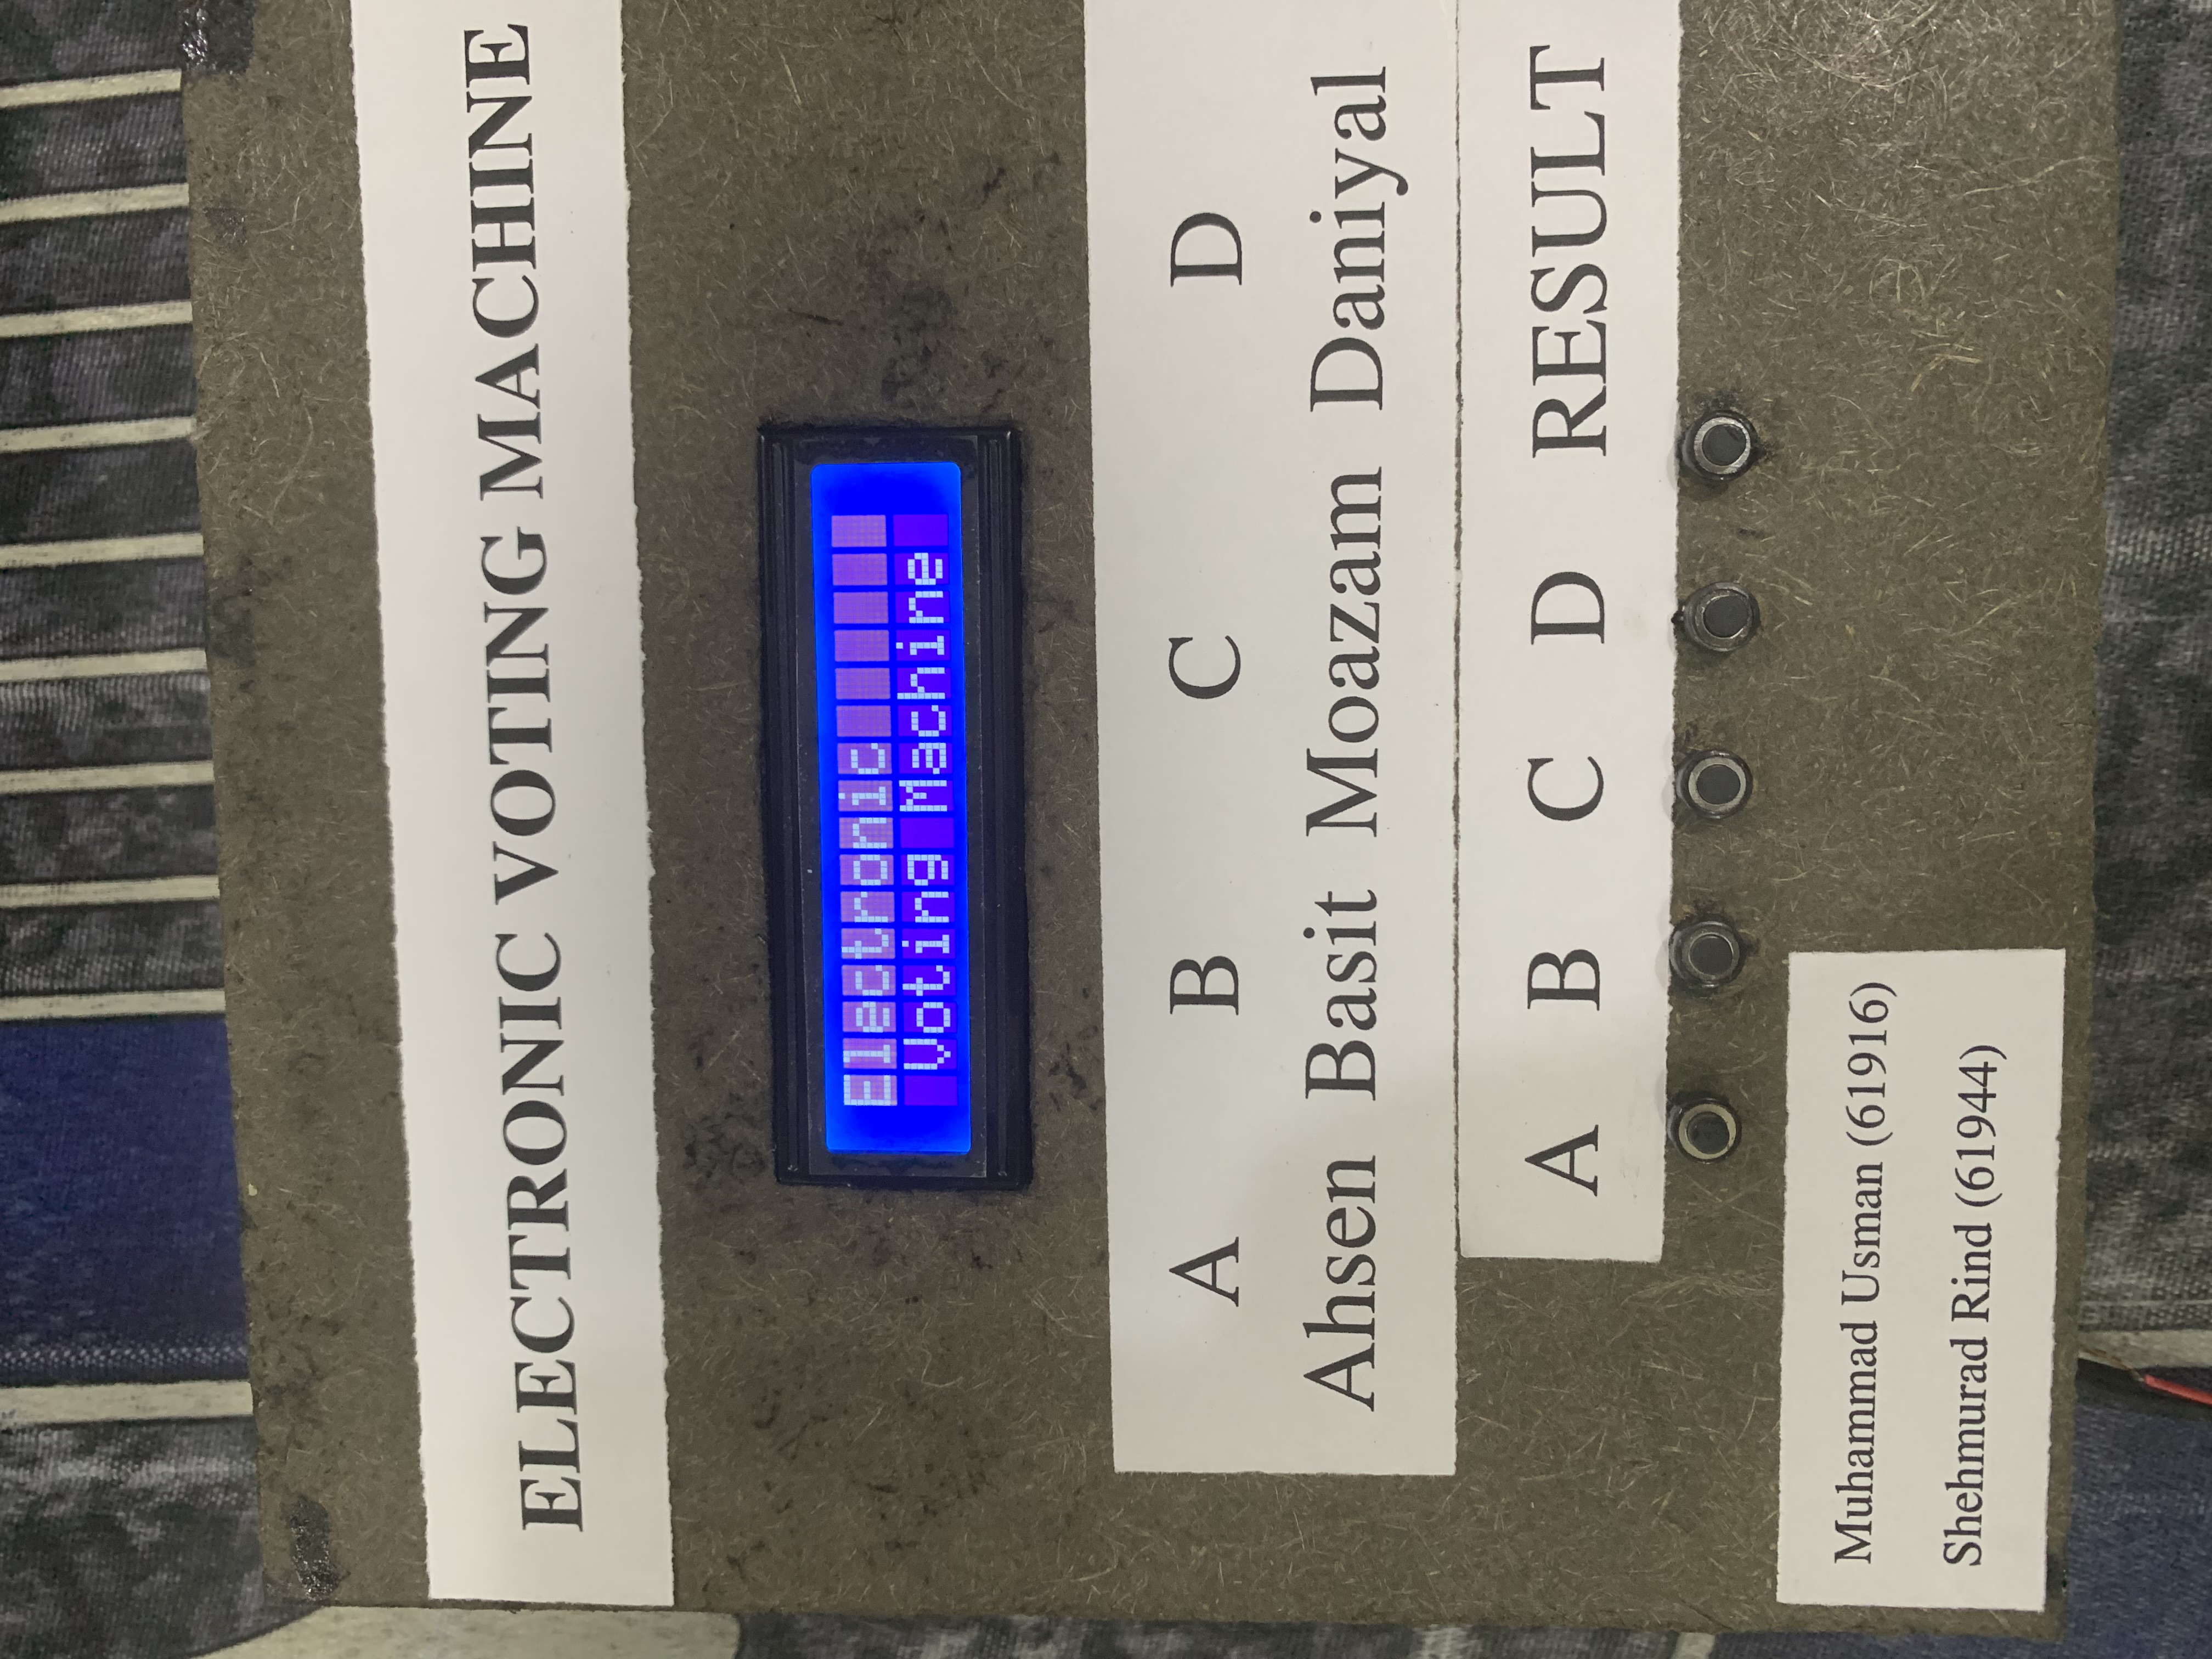 ELECTRONIC VOTING MACHINE
Electronic
Voting Machine
A B C D
Ahsen Basit Moazam Daniyal
A B C D RESULT
Muhammad Usman (61916)
Shehmurad Rind (61944)